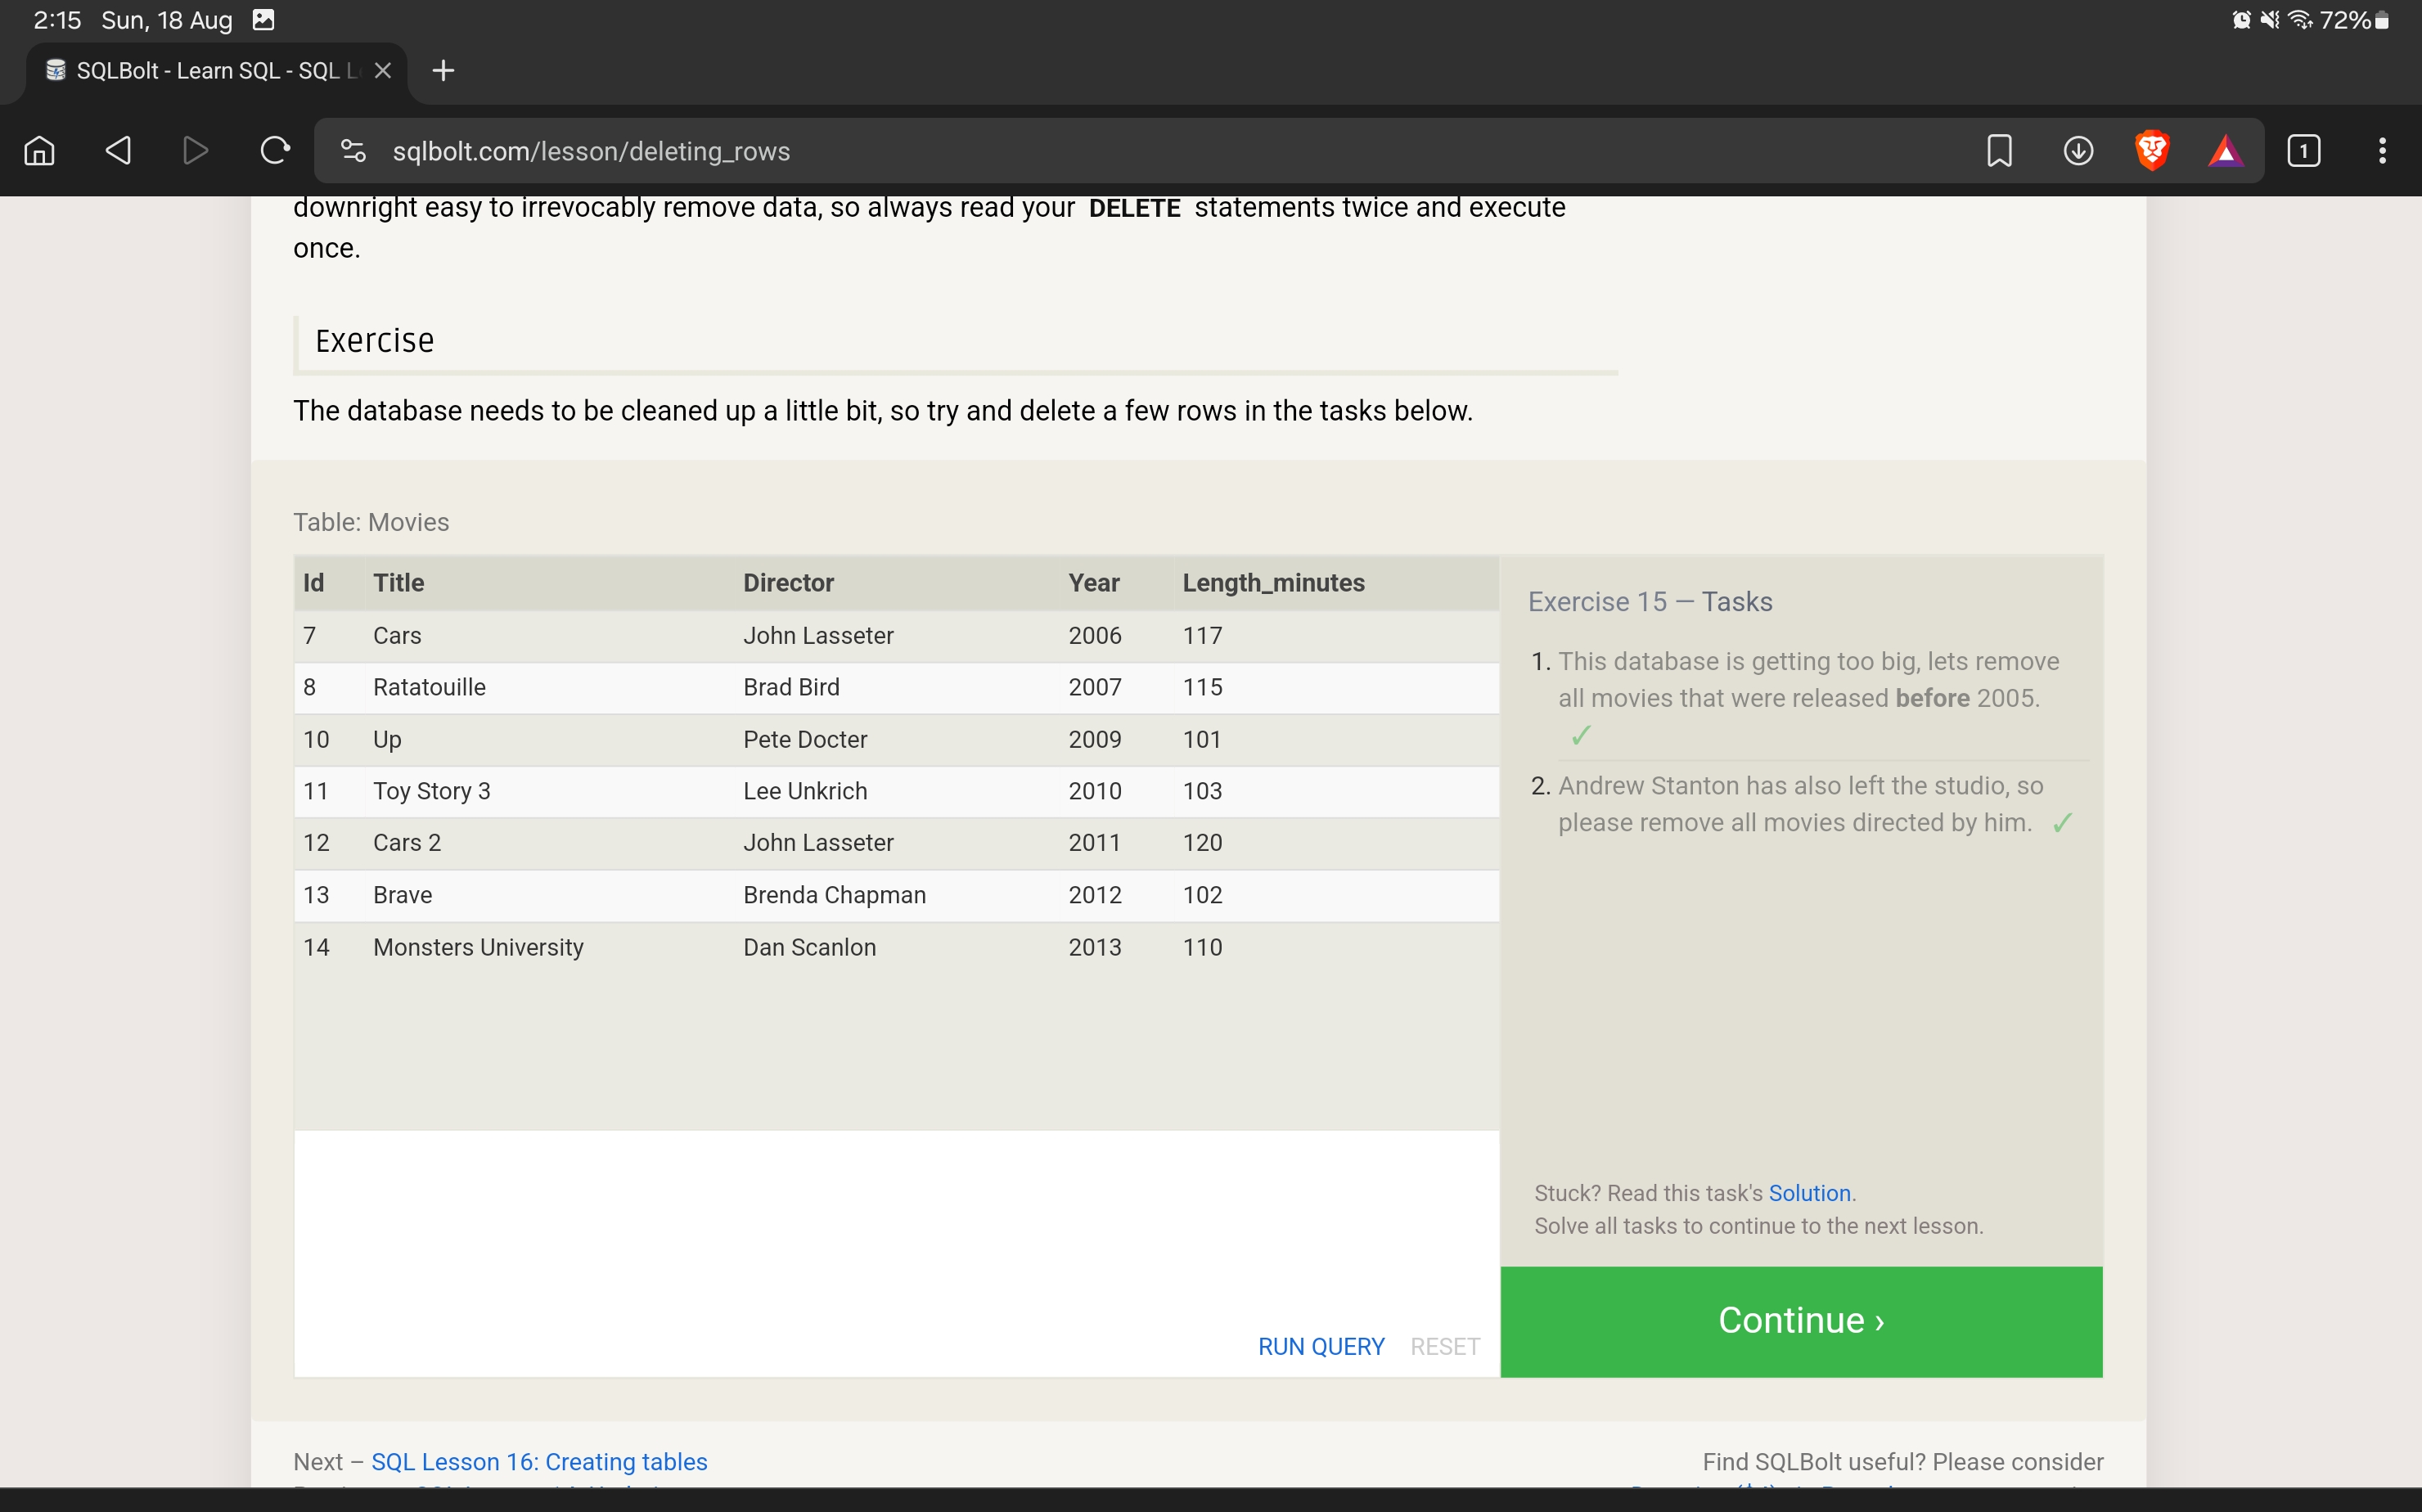 2:15 Sun, 18 Aug 72%
SQLBolt - Learn SQL - SQL
sqlbolt.com/lesson/deleting_rows 1
downright easy to irrevocably remove data, so always read your DELETE statements twice and execute
once.
Exercise
The database needs to be cleaned up a little bit, so try and delete a few rows in the tasks below.
Table: Movies
Id Title Director Year Length_minutes
7 Cars John Lasseter 2006 117
8 Ratatouille Brad Bird 2007 115
10 Up Pete Docter 2009 101
11 Toy Story 3 Lee Unkrich 2010 103
12 Cars 2 John Lasseter 2011 120
13 Brave Brenda Chapman 2012 102
14 Monsters University Dan Scanlon 2013 110
Exercise 15 — Tasks
1. This database is getting too big, lets remove
all movies that were released before 2005.
✓
2. Andrew Stanton has also left the studio, so
please remove all movies directed by him. ✓
Stuck? Read this task's Solution.
Solve all tasks to continue to the next lesson.
RUN QUERY RESET
Continue ›
Next – SQL Lesson 16: Creating tables
Find SQLBolt useful? Please consider